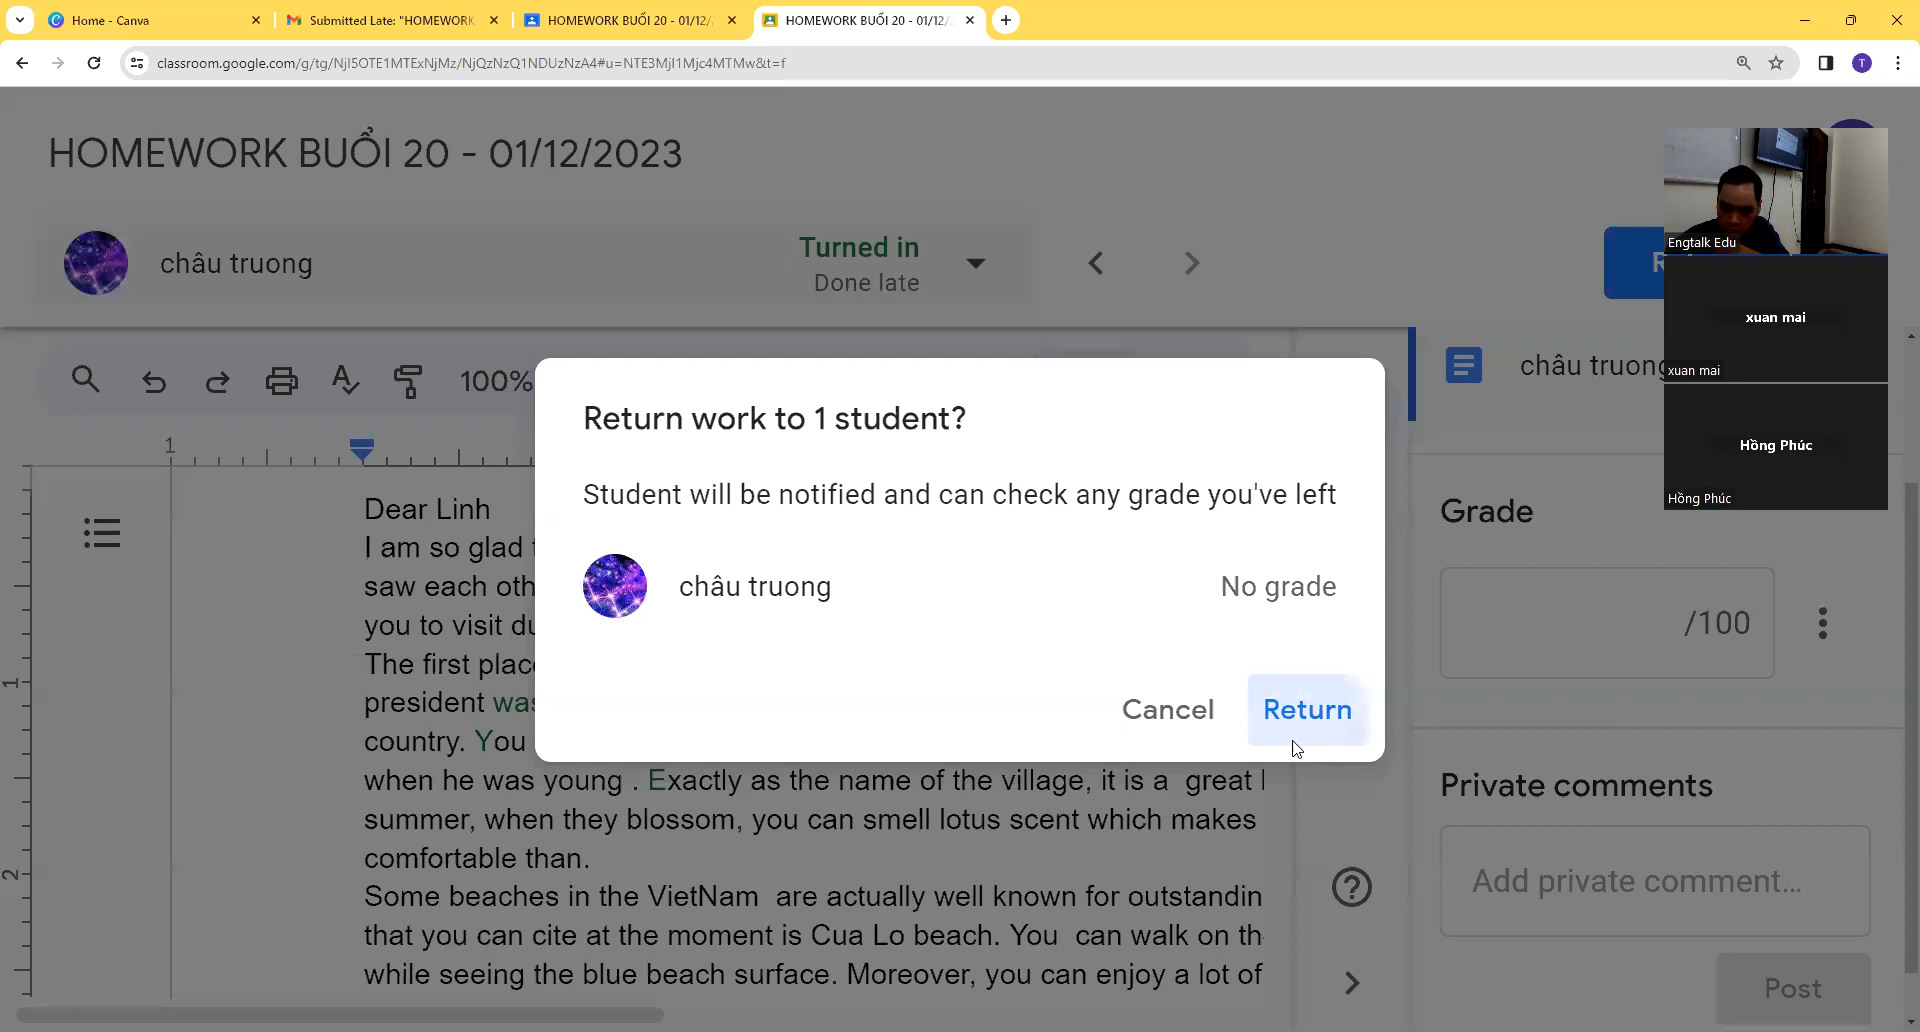 Home - Canva
Submitted Late: "HOMEWORK
HOMEWORK BUỔI 20 - 01/12/
HOMEWORK BUỔI 20 - 01/12/
classroom.google.com/g/tg/NjI5OTE1MTExNjMz/NjQzNzQ1NDUzNzA4#u=NTE3MjI1Mjc4MTMw&t=f
T
HOMEWORK BUỔI 20 - 01/12/2023
châu truong
Turned in
Done late
Engtalk Edu
xuan mai
xuan mai
Hồng Phúc
Hồng Phúc
100%
châu truong
1
Return work to 1 student?
Student will be notified and can check any grade you've left
châu truong
No grade
Cancel
Return
Dear Linh
I am so glad
saw each oth
you to visit du
The first place
president was
country. You
when he was young . Exactly as the name of the village, it is a great
summer, when they blossom, you can smell lotus scent which makes
comfortable than.
Some beaches in the VietNam are actually well known for outstandin
that you can cite at the moment is Cua Lo beach. You can walk on th
while seeing the blue beach surface. Moreover, you can enjoy a lot of
1
2
Grade
/100
Private comments
Add private comment...
Post